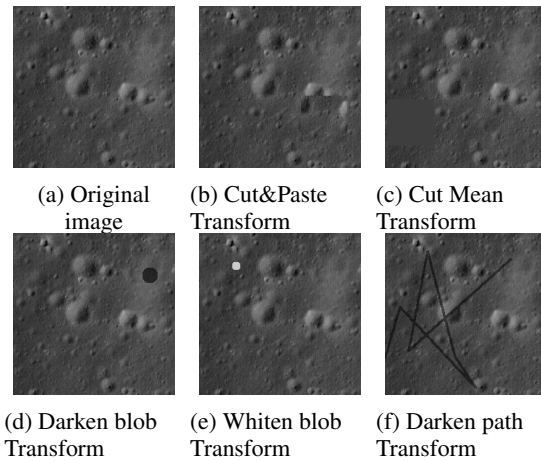 (a) Original
image
(b) Cut&Paste
Transform
(c) Cut Mean
Transform
(d) Darken blob
Transform
(e) Whiten blob
Transform
(f) Darken path
Transform